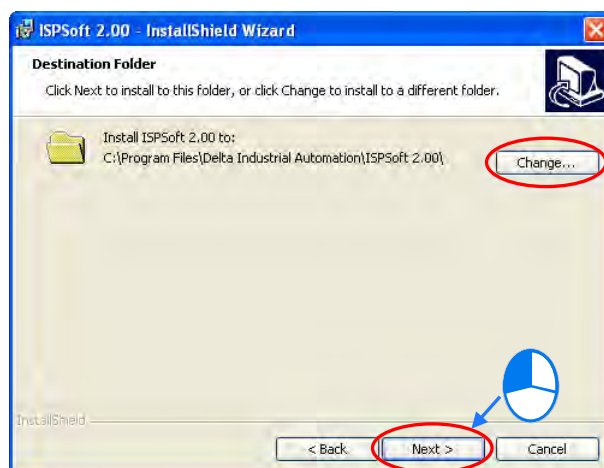 ISPSoft 2.00 - InstallShield Wizard
Destination Folder
Click Next to install to this folder, or click Change to install to a different folder.
Install ISPSoft 2.00 to:
C:\Program Files\Delta Industrial Automation\ISPSoft 2.00\
Change...
InstallShield
< Back
Next >
Cancel